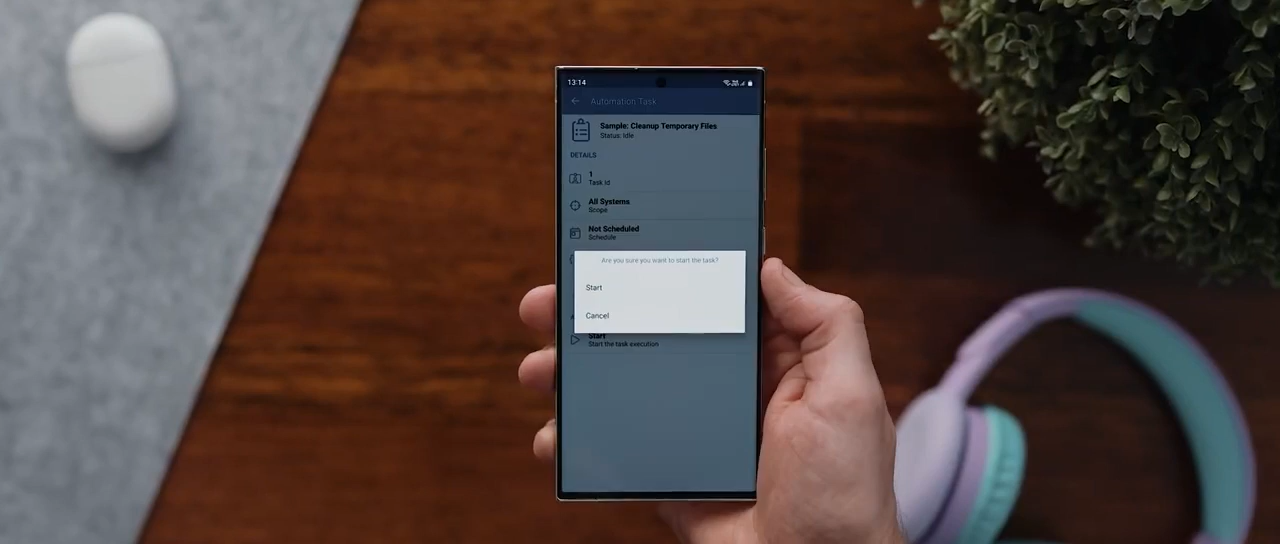 13:14
Automation Task
Sample: Cleanup Temporary Files
Status: Idle
DETAILS
1
Task id
All Systems
Scope
Not Scheduled
Schedule
Are you sure you want to start the task?
Start
Cancel
Start
Start the task execution